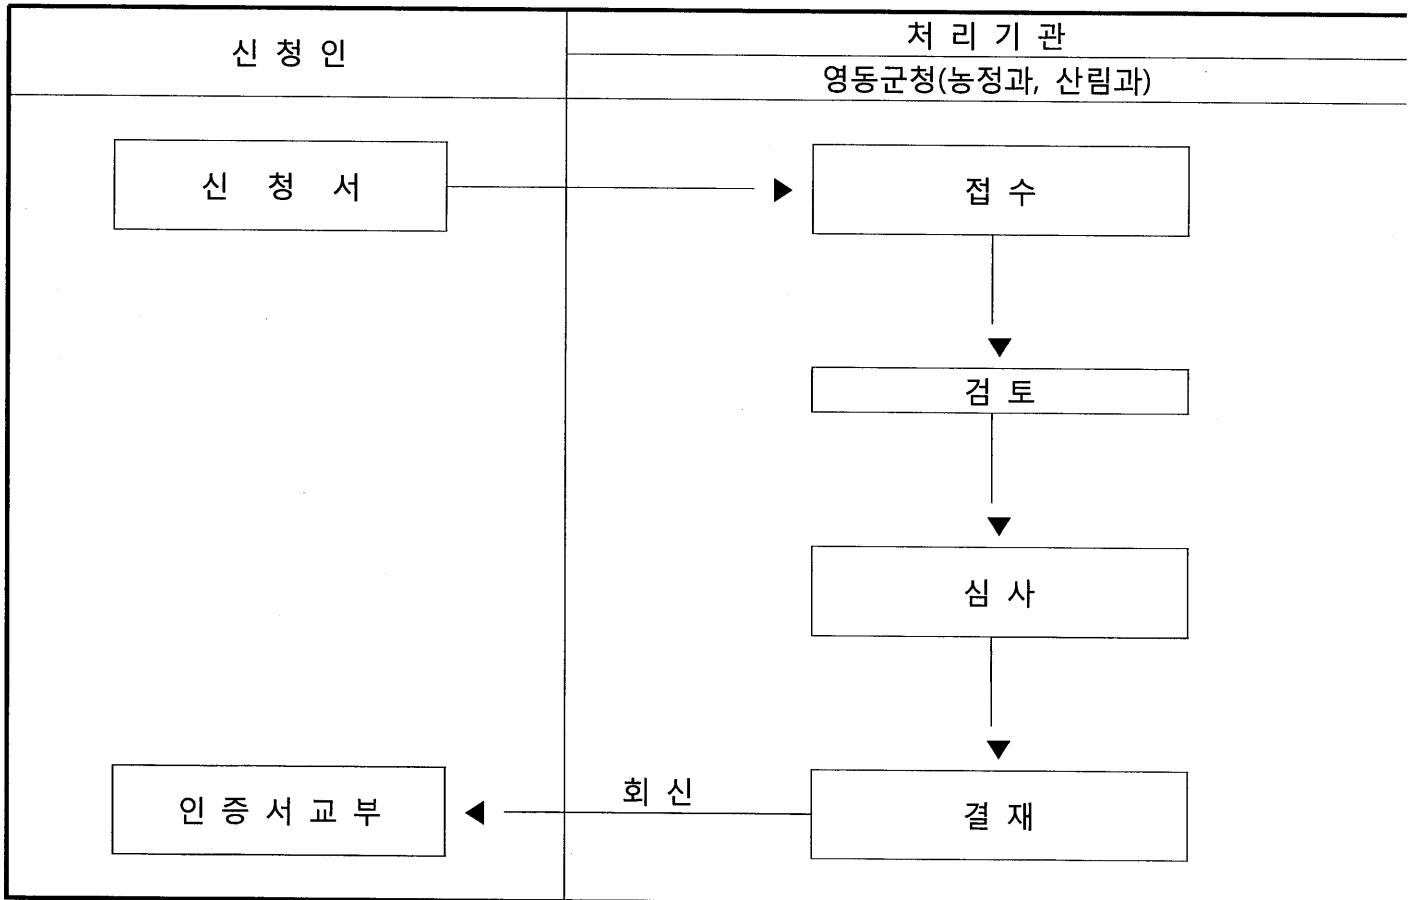 신 청 인
처 리 기 관
영동군청(농정과, 산림과)
신 청 서
접 수
검 토
심 사
결 재
회 신
인 증 서 교 부